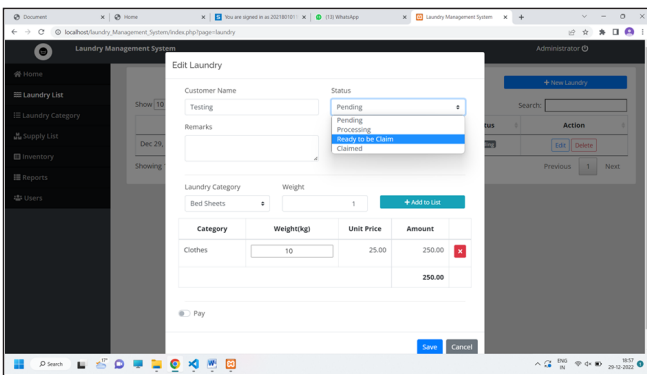 Document
Home
You are signed in as 20218010
(13) WhatsApp
Laundry Management System
localhost/laundry_Management_System/index.php?page=laundry
Laundry Management System
Administrator
Home
Laundry List
Laundry Category
Supply List
Inventory
Reports
Users
+ New Laundry
Show 10
Search:
Action
Dec 29,
Edit Delete
Showing
Previous 1 Next
Edit Laundry
Customer Name Status
Testing Pending
Pending
Processing
Ready to be Claim
Claimed
Remarks
Laundry Category Weight
Bed Sheets 1 + Add to List
Category Weight(kg) Unit Price Amount
Clothes 10 25.00 250.00
250.00
Pay
Save Cancel
17°
Search
ENG
IN
18:57
29-12-2022